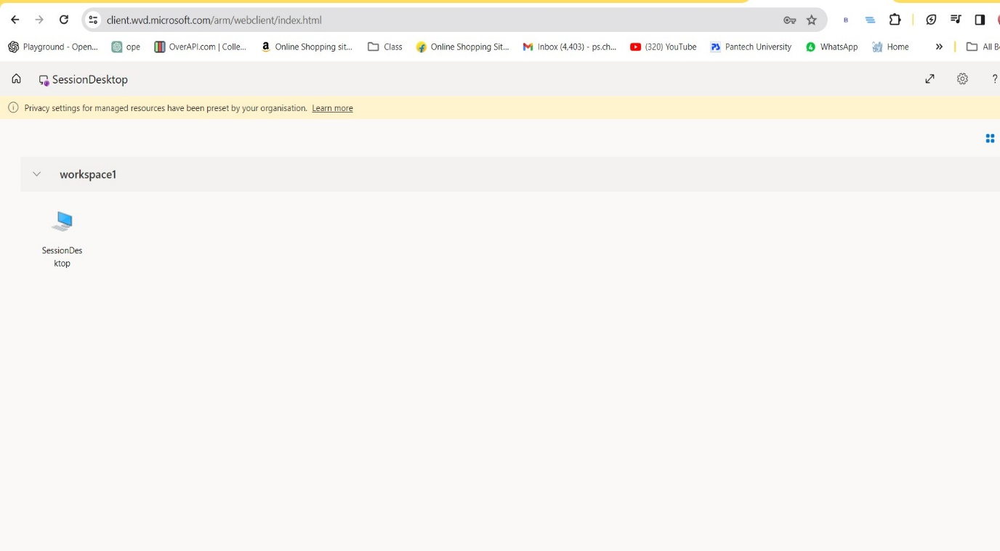 client.wvd.microsoft.com/arm/webclient/index.html
B
Playground - Open... ope OverAPI.com | Colle... Online Shopping sit... Class Online Shopping Sit... Inbox (4,403) - ps.ch... (320) YouTube Pantech University WhatsApp Home » All B
SessionDesktop ?
Privacy settings for managed resources have been preset by your organisation. Learn more
workspace1
SessionDes
ktop